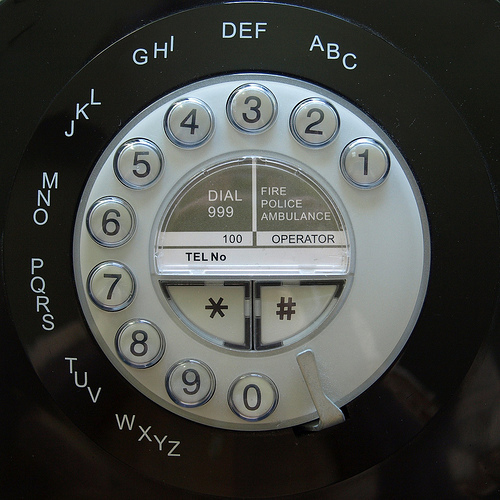 ABC
DEF
GHI
JKL
MNO
PQRS
TUV
WXYZ
1
2
3
4
5
6
7
8
9
0
DIAL
999
FIRE
POLICE
AMBULANCE
100 OPERATOR
TEL No
* #